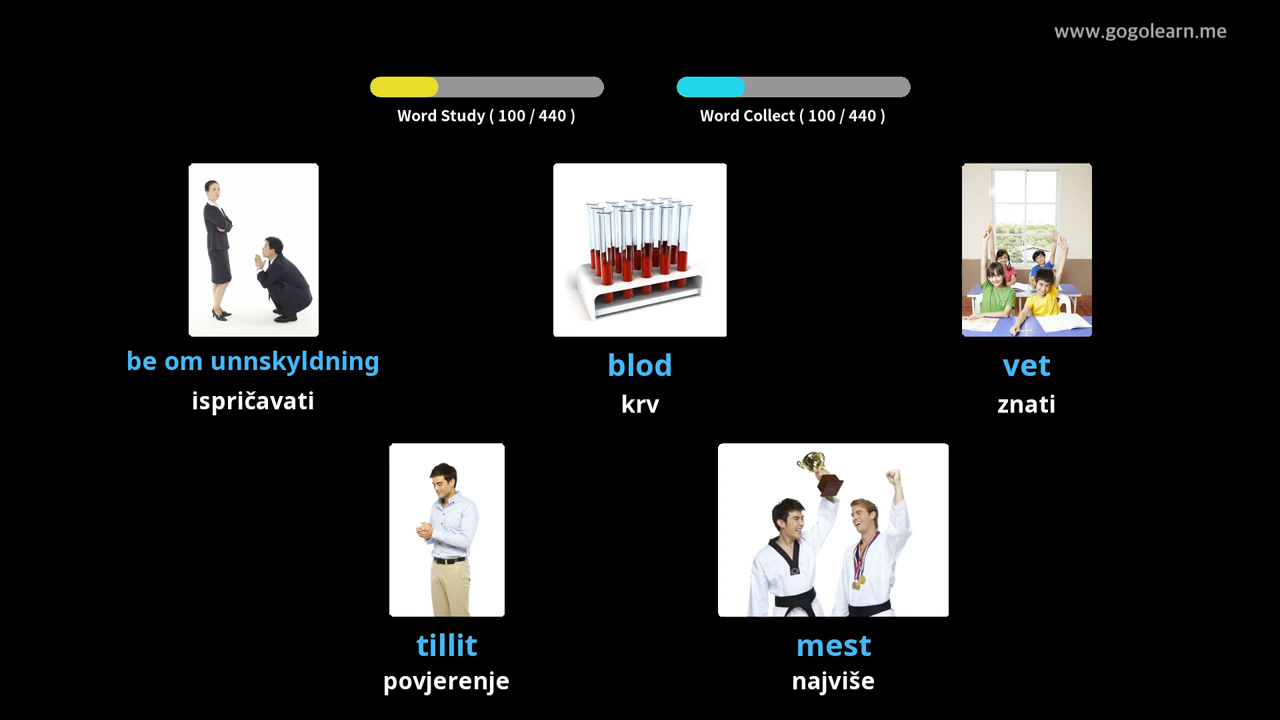 www.gogolearn.me
Word Study ( 100 / 440 )
Word Collect ( 100 / 440 )
be om unnskyldning
ispričavati
blod
krv
vet
znati
tillit
povjerenje
mest
najviše